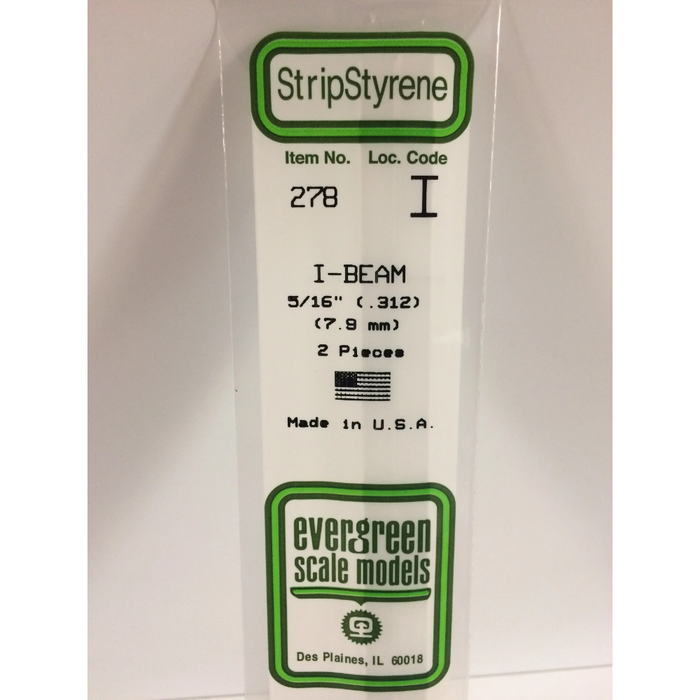 StripStyrene
Item No. Loc. Code
278 I
I-BEAM
5/16" (.312)
(7.9 mm)
2 Pieces
Made in U.S.A.
evergreen
scale models
Des Plaines, IL 60018